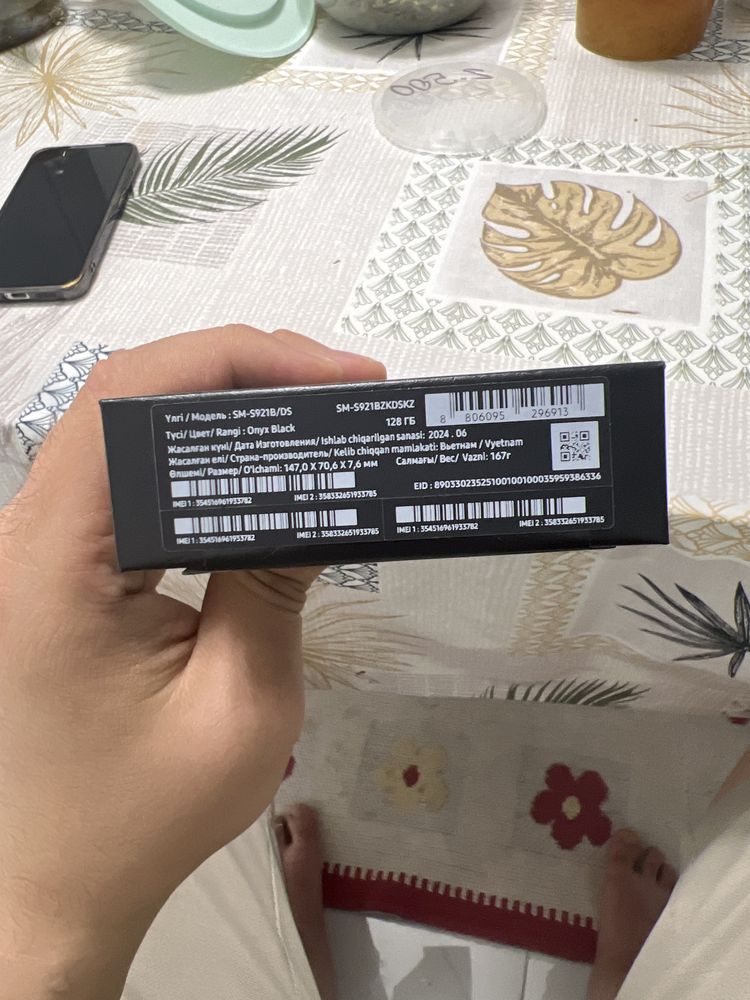 Үлгі / Модель : SM-S921B/DS SM-S921BZKDSKZ
Түсі/ Цвет/ Rangi : Onyx Black 128 ГБ
8 806095 296913
Жасалған күні/ Дата Изготовления/ Ishlab chiqarilgan sanasi: 2024 . 06
Жасалған елі/ Страна-производитель/ Kelib chiqqan mamlakati: Вьетнам / Vyetnam
Өлшемі/ Размер/ O'lchami: 147,0 X 70,6 X 7,6 мм Салмағы/ Вес/ Vazni: 167г
EID : 89033023525100100100035959386336
IMEI 1 : 354516961933782 IMEI 2 : 358332651933785
IMEI 1 : 354516961933782 IMEI 2 : 358332651933785
IMEI 1 : 354516961933782 IMEI 2 : 358332651933785